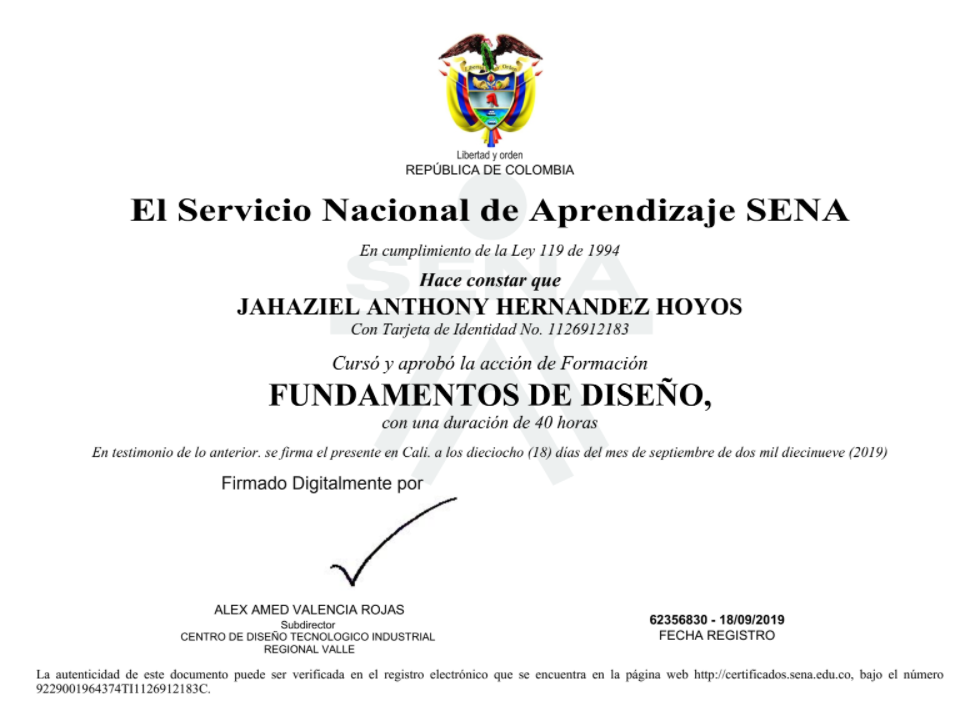 Libertad y orden
REPÚBLICA DE COLOMBIA
El Servicio Nacional de Aprendizaje SENA
En cumplimiento de la Ley 119 de 1994
SENA
Hace constar que
JAHAZIEL ANTHONY HERNANDEZ HOYOS
Con Tarjeta de Identidad No. 1126912183
Cursó y aprobó la acción de Formación
FUNDAMENTOS DE DISEÑO,
con una duración de 40 horas
En testimonio de lo anterior. se firma el presente en Cali. a los dieciocho (18) días del mes de septiembre de dos mil diecinueve (2019)
Firmado Digitalmente por
ALEX AMED VALENCIA ROJAS
Subdirector
CENTRO DE DISEÑO TECNOLOGICO INDUSTRIAL
REGIONAL VALLE
62356830 - 18/09/2019
FECHA REGISTRO
La autenticidad de este documento puede ser verificada en el registro electrónico que se encuentra en la página web http://certificados.sena.edu.co, bajo el número
9229001964374TI1126912183C.